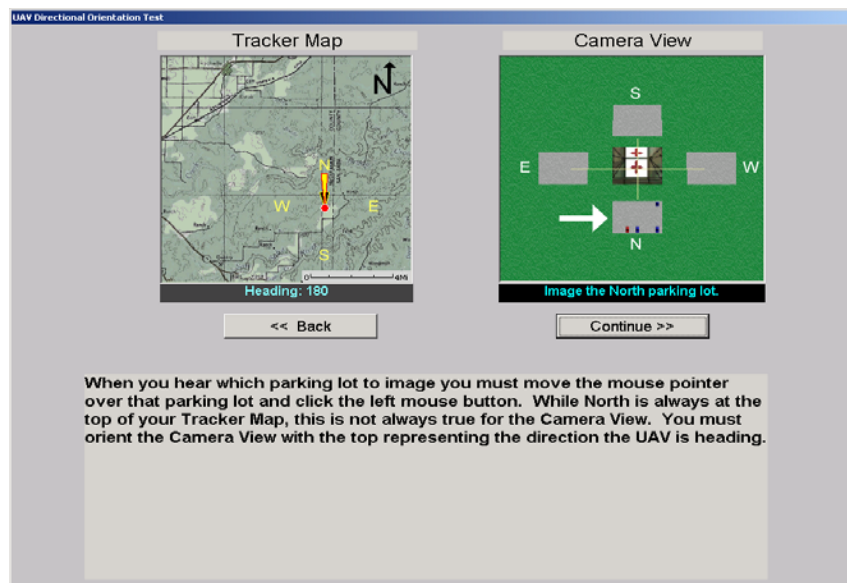 UAV Directional Orientation Test
Tracker Map
Camera View
N
N
W
E
S
0
4Mi
Heading: 180
S
E
W
N
Image the North parking lot.
<< Back
Continue >>
When you hear which parking lot to image you must move the mouse pointer
over that parking lot and click the left mouse button. While North is always at the
top of your Tracker Map, this is not always true for the Camera View. You must
orient the Camera View with the top representing the direction the UAV is heading.